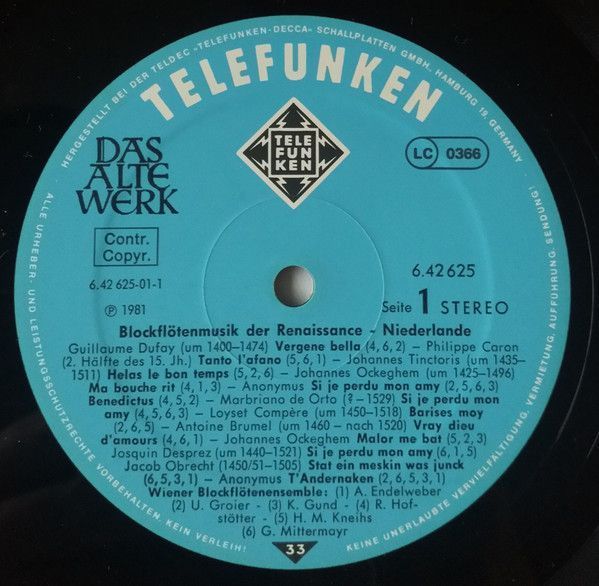 HERGESTELLT BEI DER TELDEC »TELEFUNKEN-DECCA« SCHALLPLATTEN GMBH, HAMBURG 19, GERMANY ·
TELEFUNKEN
TELE
FUN
KEN
DAS
ALTE
WERK
LC 0366
Contr.
Copyr.
6.42 625-01-1
6.42 625
Ⓟ 1981
Seite 1 STEREO
Blockflötenmusik der Renaissance - Niederlande
Guillaume Dufay (um 1400–1474) Vergene bella (4, 6, 2) - Philippe Caron
(2. Hälfte des 15. Jh.) Tanto l'afano (5, 6, 1) - Johannes Tinctoris (um 1435–
1511) Helas le bon temps (5, 2, 6) - Johannes Ockeghem (um 1425–1496)
Ma bouche rit (4, 1, 3) - Anonymus Si je perdu mon amy (2, 5, 6, 3)
Benedictus (4, 5, 2) - Marbriano de Orto (?–1529) Si je perdu mon
amy (4, 5, 6, 3) - Loyset Compère (um 1450–1518) Barises moy
(2, 6, 5) - Antoine Brumel (um 1460 – nach 1520) Vray dieu
d'amours (4, 6, 1) - Johannes Ockeghem Malor me bat (5, 2, 3)
Josquin Desprez (um 1440–1521) Si je perdu mon amy (6, 1, 5)
Jacob Obrecht (1450/51-1505) Stat ein meskin was junck
(6, 5, 3, 1) - Anonymus T'Andernaken (2, 5, 6, 3, 1)
Wiener Blockflötenensemble: (1) A. Endelweber
(2) U. Groier - (3) K. Gund - (4) R. Hof-
stötter - (5) H. M. Kneihs
(6) G. Mittermayr
33
ALLE URHEBER- UND LEISTUNGSSCHUTZRECHTE VORBEHALTEN. KEIN VERLEIH! KEINE UNERLAUBTE VERVIELFÄLTIGUNG, VERMIETUNG, AUFFÜHRUNG, SENDUNG!